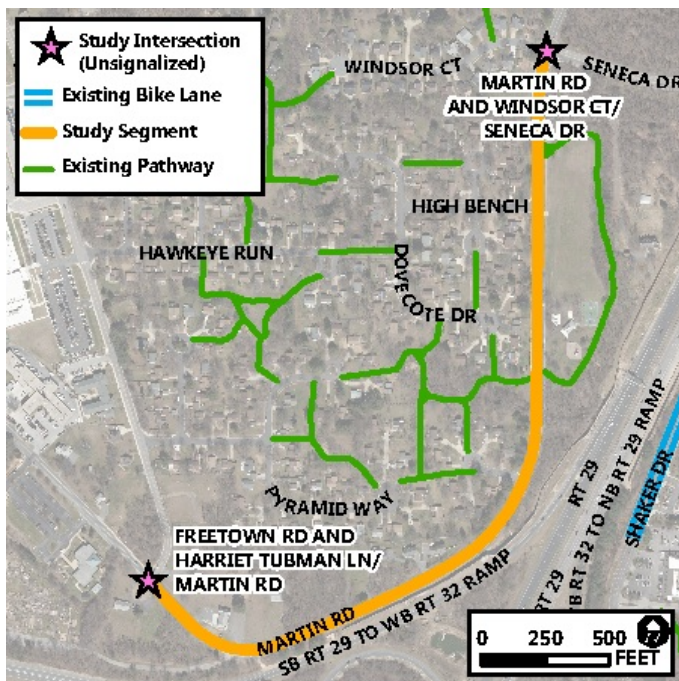 Study Intersection
(Unsignalized)
Existing Bike Lane
Study Segment
Existing Pathway
WINDSOR CT
SENECA DR
MARTIN RD
AND WINDSOR CT/
SENECA DR
HIGH BENCH
HAWKEYE RUN
DOVE COTE DR
PYRAMID WAY
FREETOWN RD AND
HARRIET TUBMAN LN/
MARTIN RD
MARTIN RD
SB RT 29 TO WB RT 32 RAMP
RT 29
RT 29
B RT 32 TO NB RT 29 RAMP
SHAKER DR
0 250 500
FEET